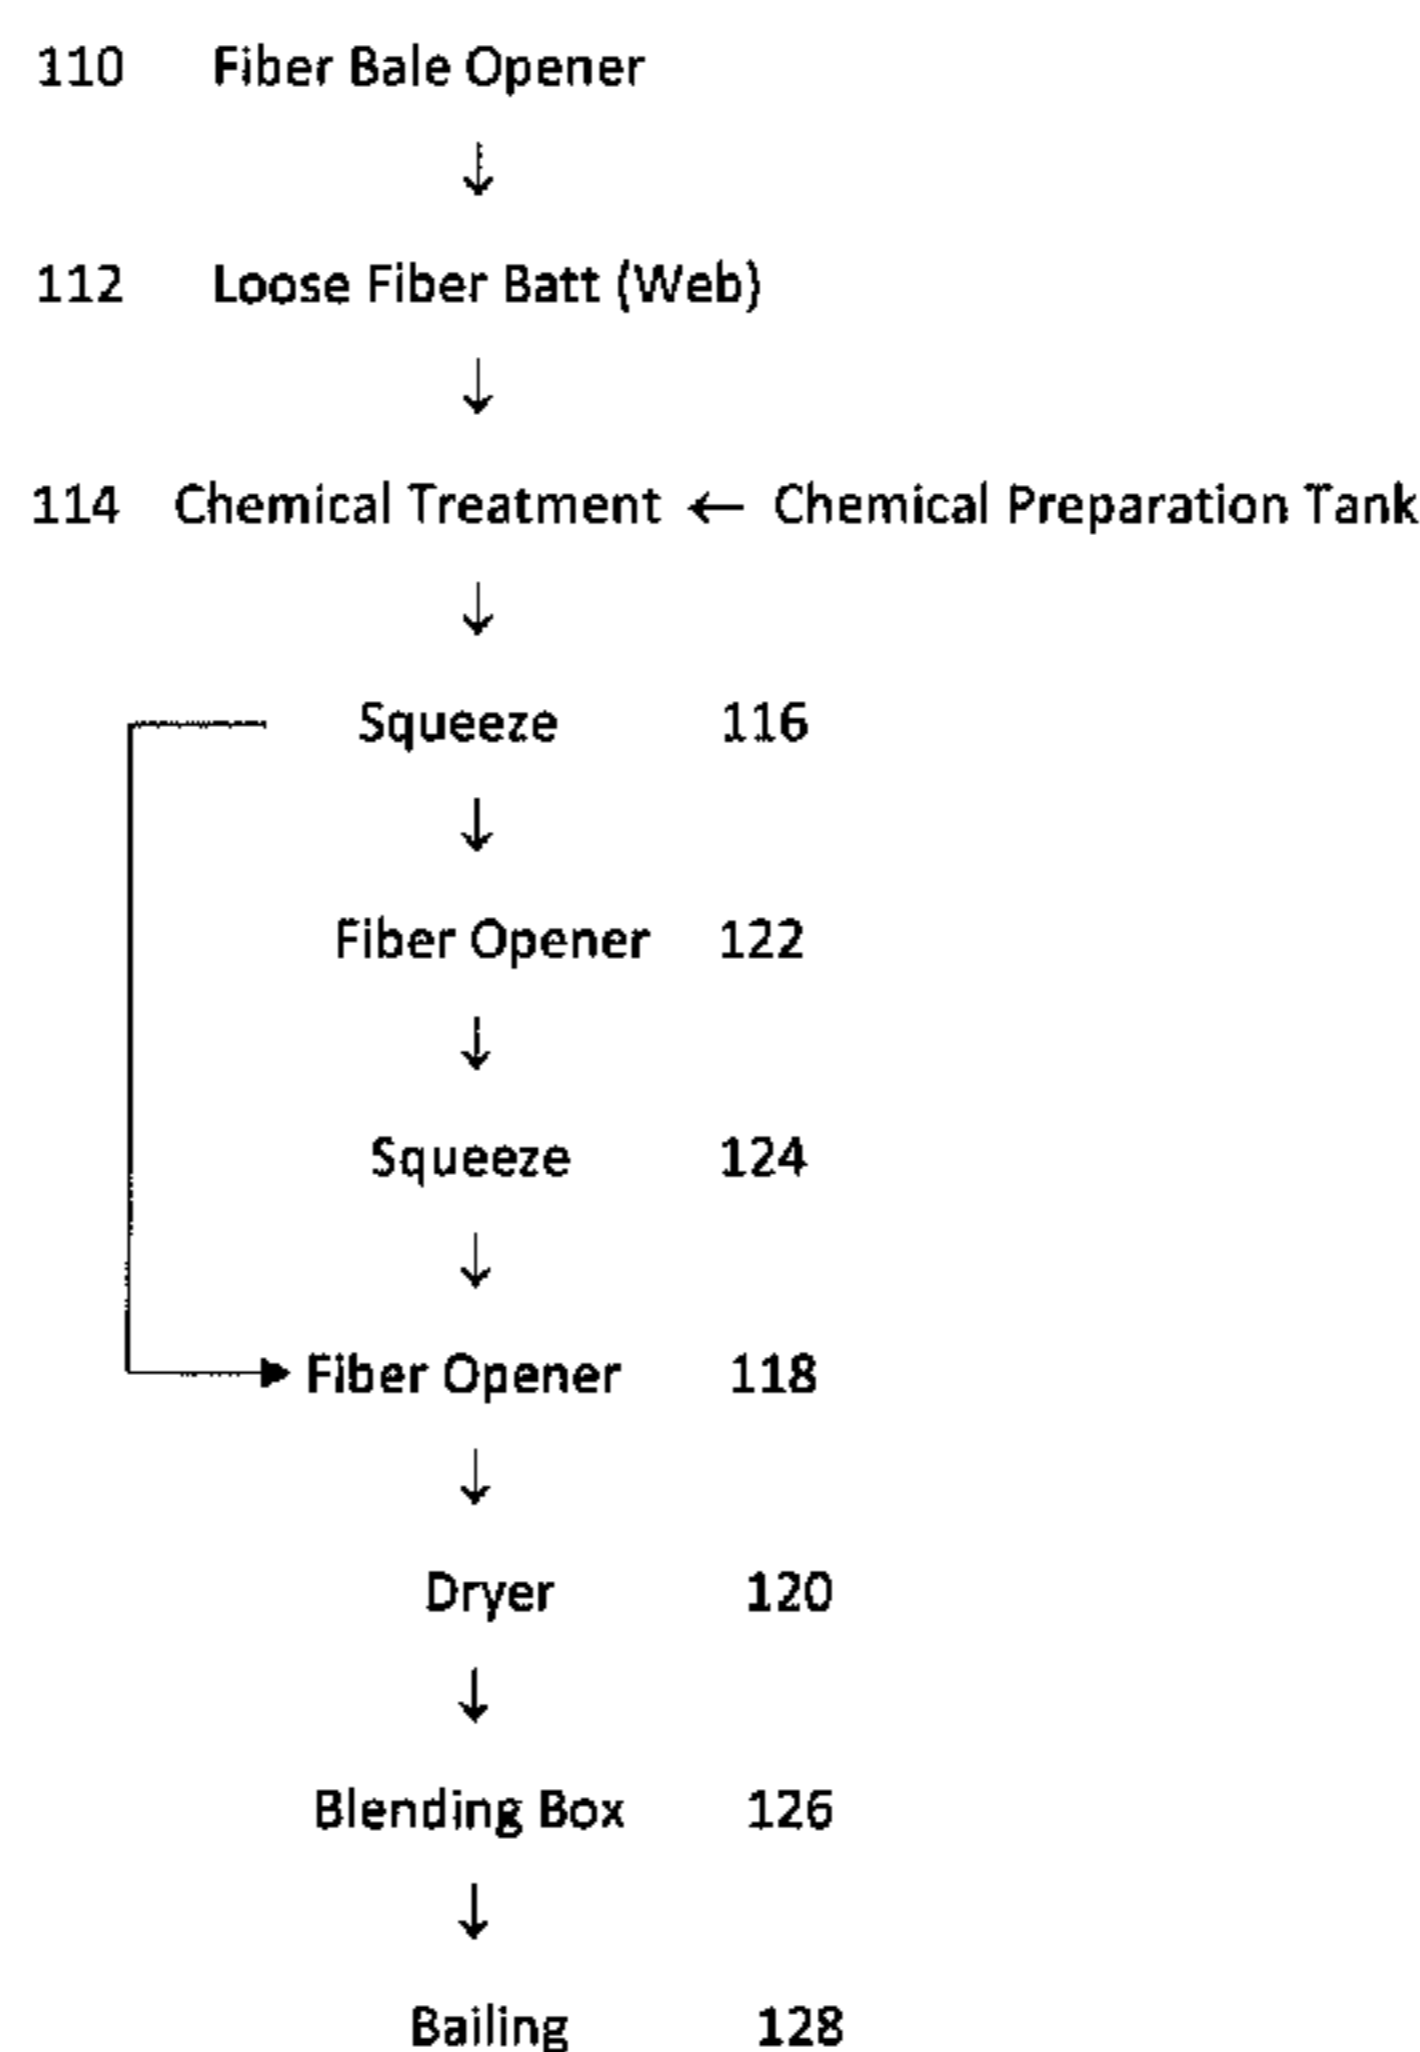 110 Fiber Bale Opener
↓
112 Loose Fiber Batt (Web)
↓
114 Chemical Treatment ← Chemical Preparation Tank
↓
Squeeze 116
↓
Fiber Opener 122
↓
Squeeze 124
↓
Fiber Opener 118
↓
Dryer 120
↓
Blending Box 126
↓
Bailing 128